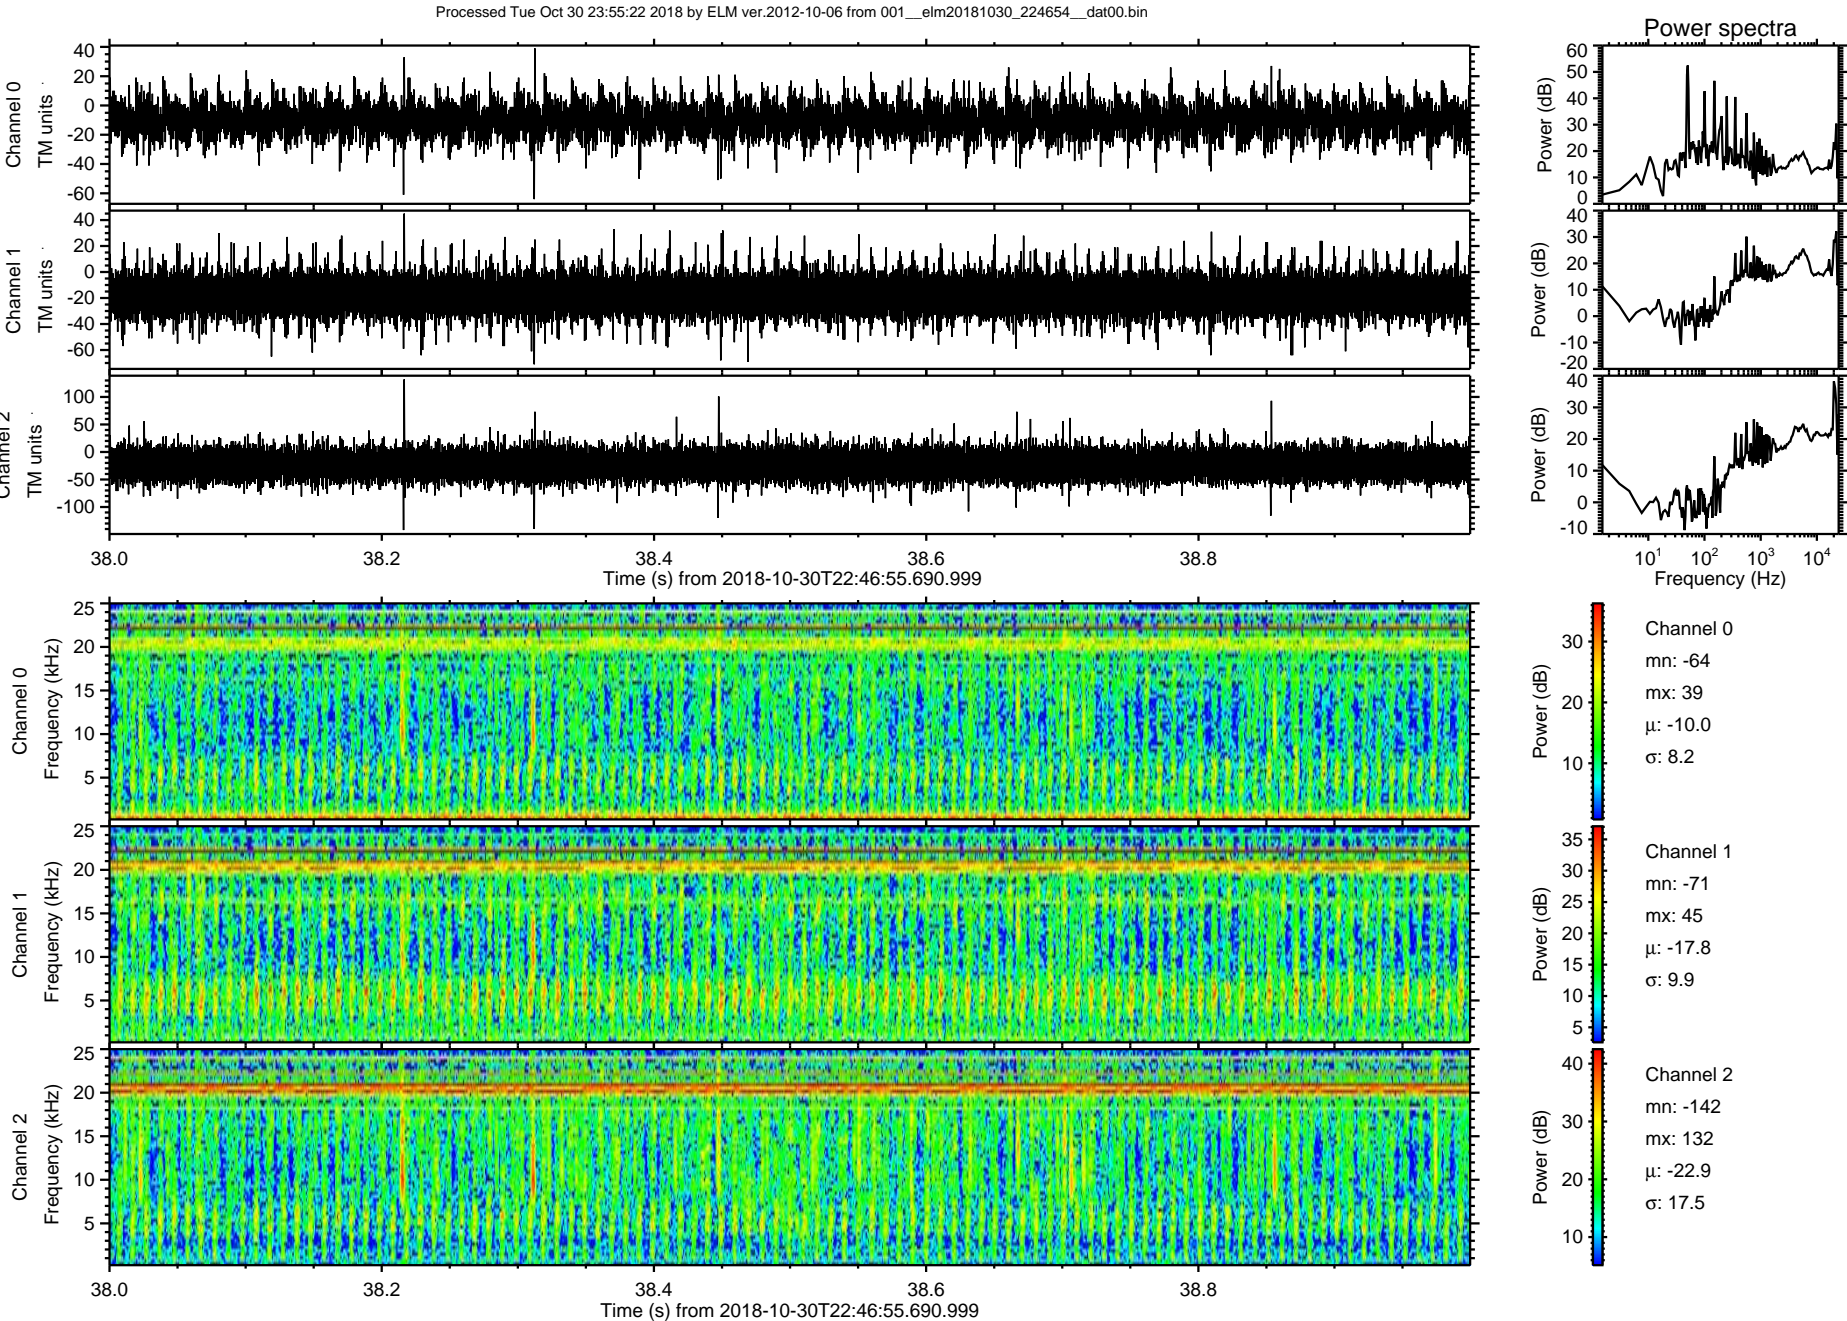 Processed Tue Oct 30 23:55:22 2018 by ELM ver.2012-10-06 from 001__elm20181030_224654__dat00.bin
Power spectra
Channel 0
TM units
40
20
0
-20
-40
-60
Power (dB)
60
50
40
30
20
10
0
Channel 1
TM units
40
20
0
-20
-40
-60
Power (dB)
40
30
20
10
0
-10
-20
Channel 2
TM units
100
50
0
-50
-100
Power (dB)
40
30
20
10
0
-10
38.0 38.2 38.4 38.6 38.8
Time (s) from 2018-10-30T22:46:55.690.999
10^1 10^2 10^3 10^4
Frequency (Hz)
Channel 0
Frequency (kHz)
25
20
15
10
5
Power (dB)
30
20
10
Channel 0
mn: -64
mx: 39
μ: -10.0
σ: 8.2
Channel 1
Frequency (kHz)
25
20
15
10
5
Power (dB)
35
30
25
20
15
10
5
Channel 1
mn: -71
mx: 45
μ: -17.8
σ: 9.9
Channel 2
Frequency (kHz)
25
20
15
10
5
Power (dB)
40
30
20
10
Channel 2
mn: -142
mx: 132
μ: -22.9
σ: 17.5
38.0 38.2 38.4 38.6 38.8
Time (s) from 2018-10-30T22:46:55.690.999